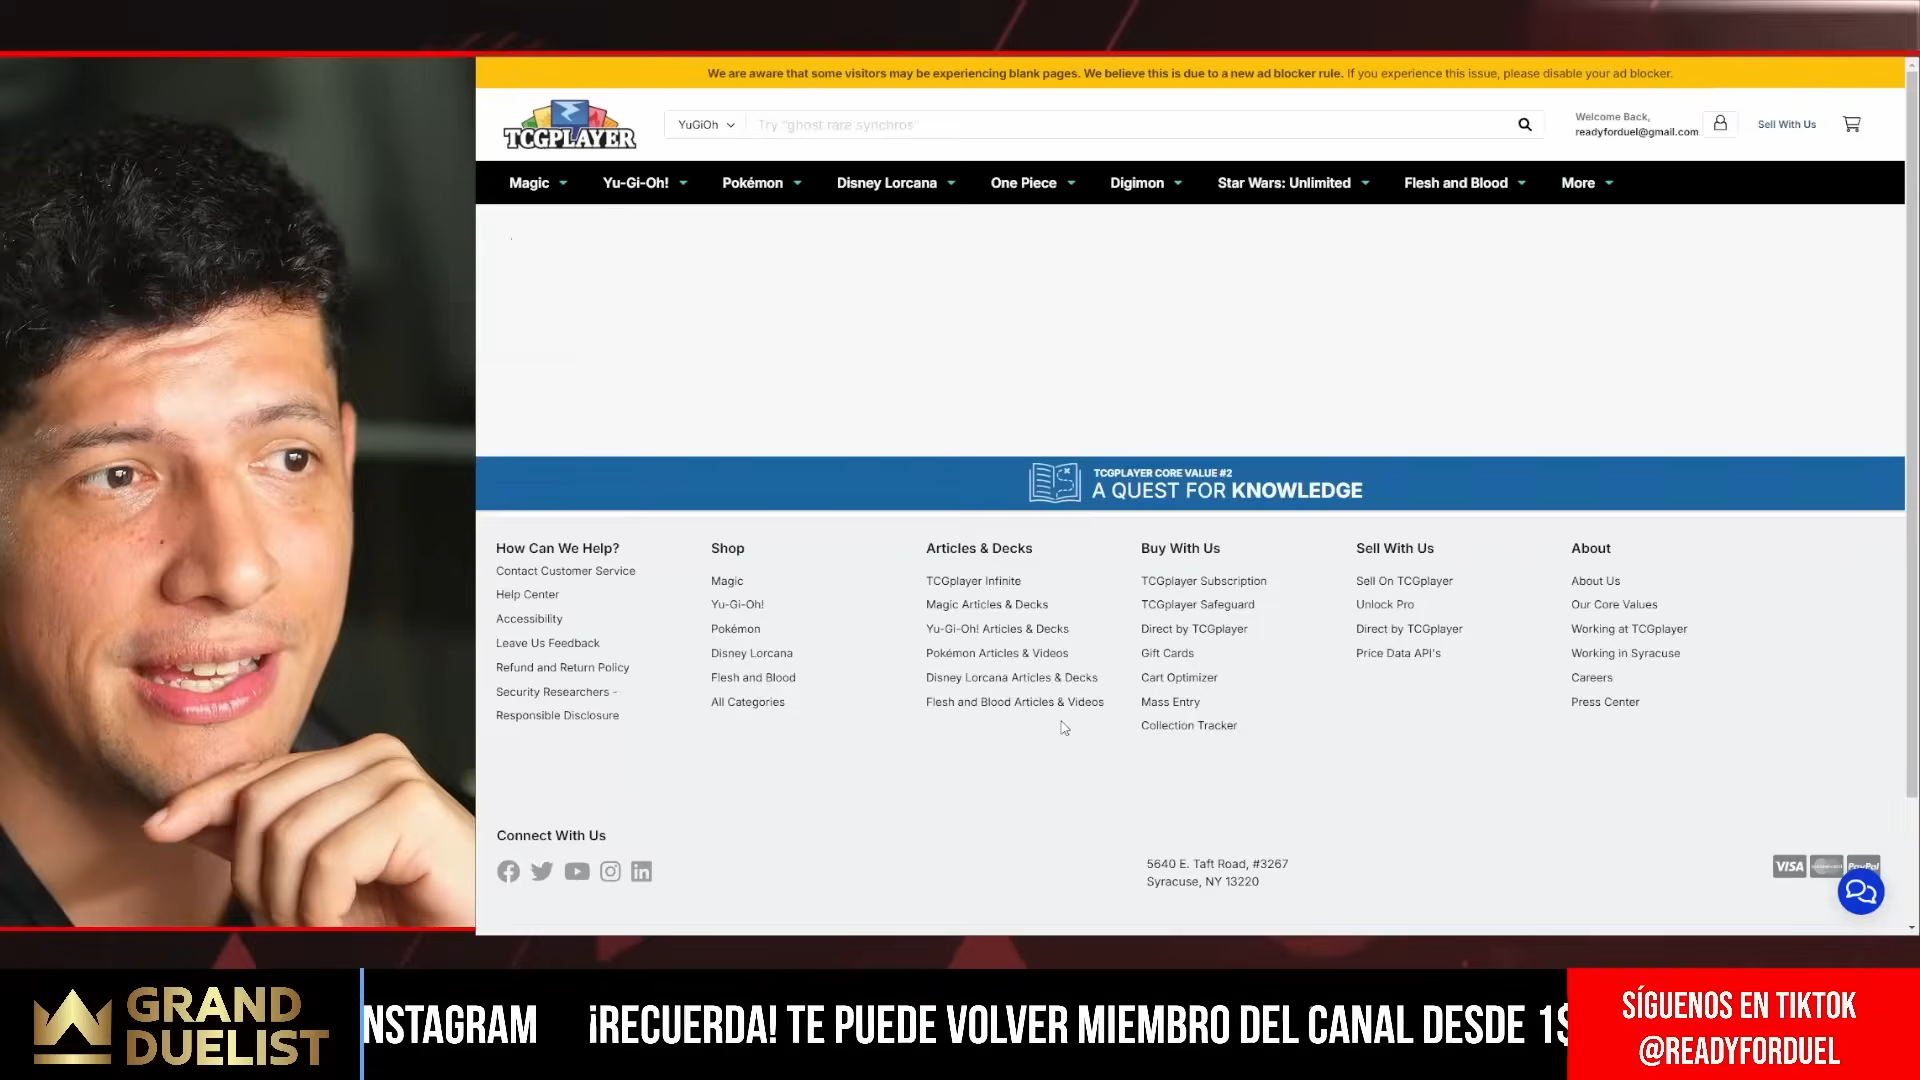 We are aware that some visitors may be experiencing blank pages. We believe this is due to a new ad blocker rule. If you experience this issue, please disable your ad blocker.
TCGPLAYER
YuGiOh
Try "ghost rare synchros"
Welcome Back,
readyforduel@gmail.com
Sell With Us
Magic
Yu-Gi-Oh!
Pokémon
Disney Lorcana
One Piece
Digimon
Star Wars: Unlimited
Flesh and Blood
More
TCGPLAYER CORE VALUE #2
A QUEST FOR KNOWLEDGE
How Can We Help?
Contact Customer Service
Help Center
Accessibility
Leave Us Feedback
Refund and Return Policy
Security Researchers -
Responsible Disclosure
Shop
Magic
Yu-Gi-Oh!
Pokémon
Disney Lorcana
Flesh and Blood
All Categories
Articles & Decks
TCGplayer Infinite
Magic Articles & Decks
Yu-Gi-Oh! Articles & Decks
Pokémon Articles & Videos
Disney Lorcana Articles & Decks
Flesh and Blood Articles & Videos
Buy With Us
TCGplayer Subscription
TCGplayer Safeguard
Direct by TCGplayer
Gift Cards
Cart Optimizer
Mass Entry
Collection Tracker
Sell With Us
Sell On TCGplayer
Unlock Pro
Direct by TCGplayer
Price Data API's
About
About Us
Our Core Values
Working at TCGplayer
Working in Syracuse
Careers
Press Center
Connect With Us
5640 E. Taft Road, #3267
Syracuse, NY 13220
VISA
PayPal
GRAND
DUELIST
NSTAGRAM ¡RECUERDA! TE PUEDE VOLVER MIEMBRO DEL CANAL DESDE 1$
SÍGUENOS EN TIKTOK
@READYFORDUEL